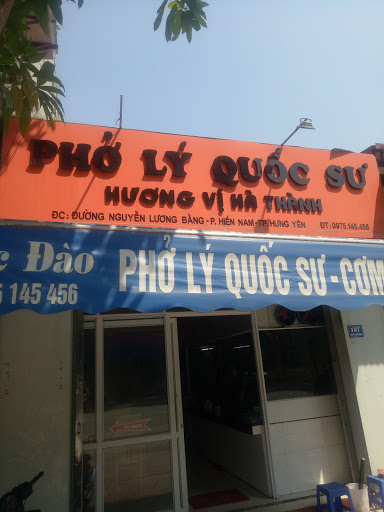 PHỞ LÝ QUỐC SƯ
HƯƠNG VỊ HÀ THÀNH
ĐC: ĐƯỜNG NGUYỄN LƯƠNG BẰNG - P. HIẾN NAM - TP. HƯNG YÊN ĐT: 0975.145.456
c Đào PHỞ LÝ QUỐC SƯ - CƠM
5 145 456
187